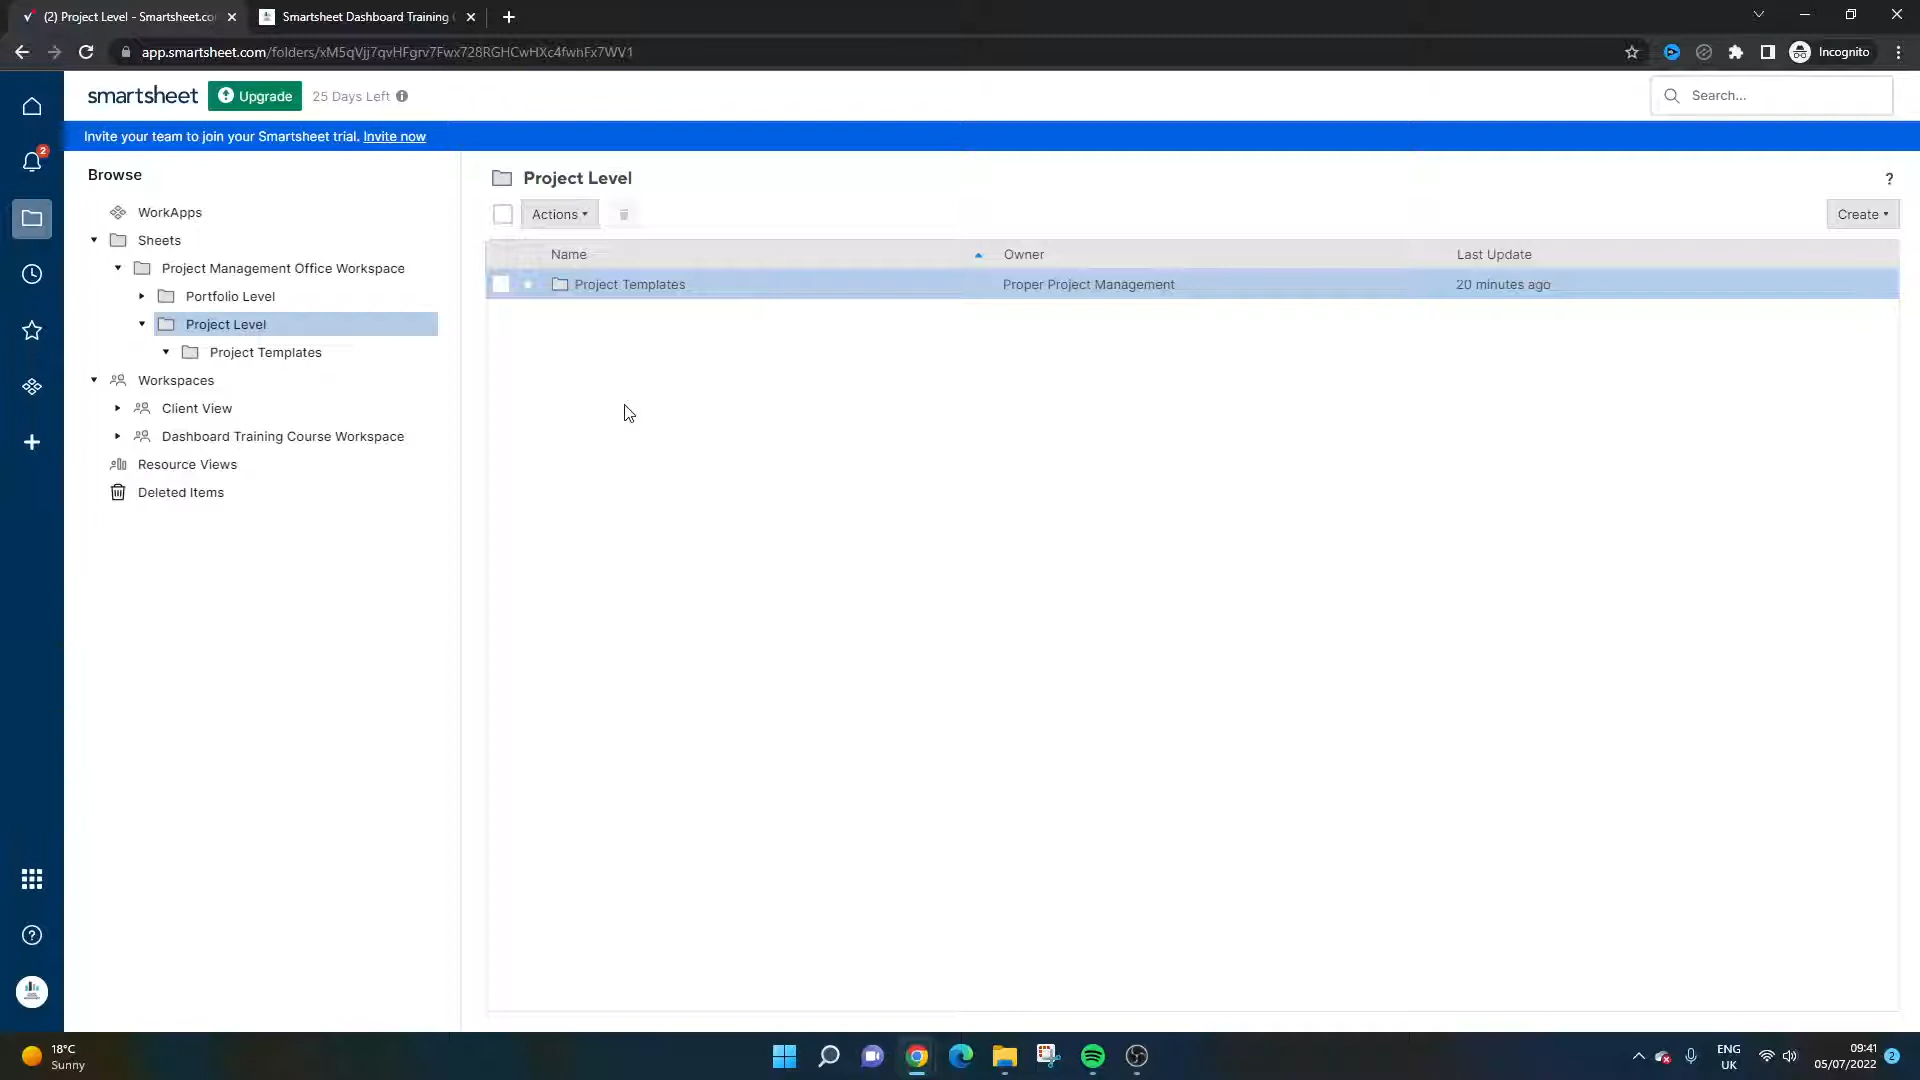 (2) Project Level - Smartsheet.co
Smartsheet Dashboard Training
app.smartsheet.com/folders/xM5qVjj7qvHFgrv7Fwx728RGHCwHXc4fwhFx7WV1
Incognito
smartsheet
Upgrade
25 Days Left
Search...
2
Invite your team to join your Smartsheet trial. Invite now
Browse
Project Level
?
WorkApps
Actions
Create
Sheets
Name
Owner
Last Update
Project Management Office Workspace
Project Templates
Proper Project Management
20 minutes ago
Portfolio Level
Project Level
Project Templates
Workspaces
Client View
Dashboard Training Course Workspace
Resource Views
Deleted Items
18°C
Sunny
ENG
UK
09:41
05/07/2022
2